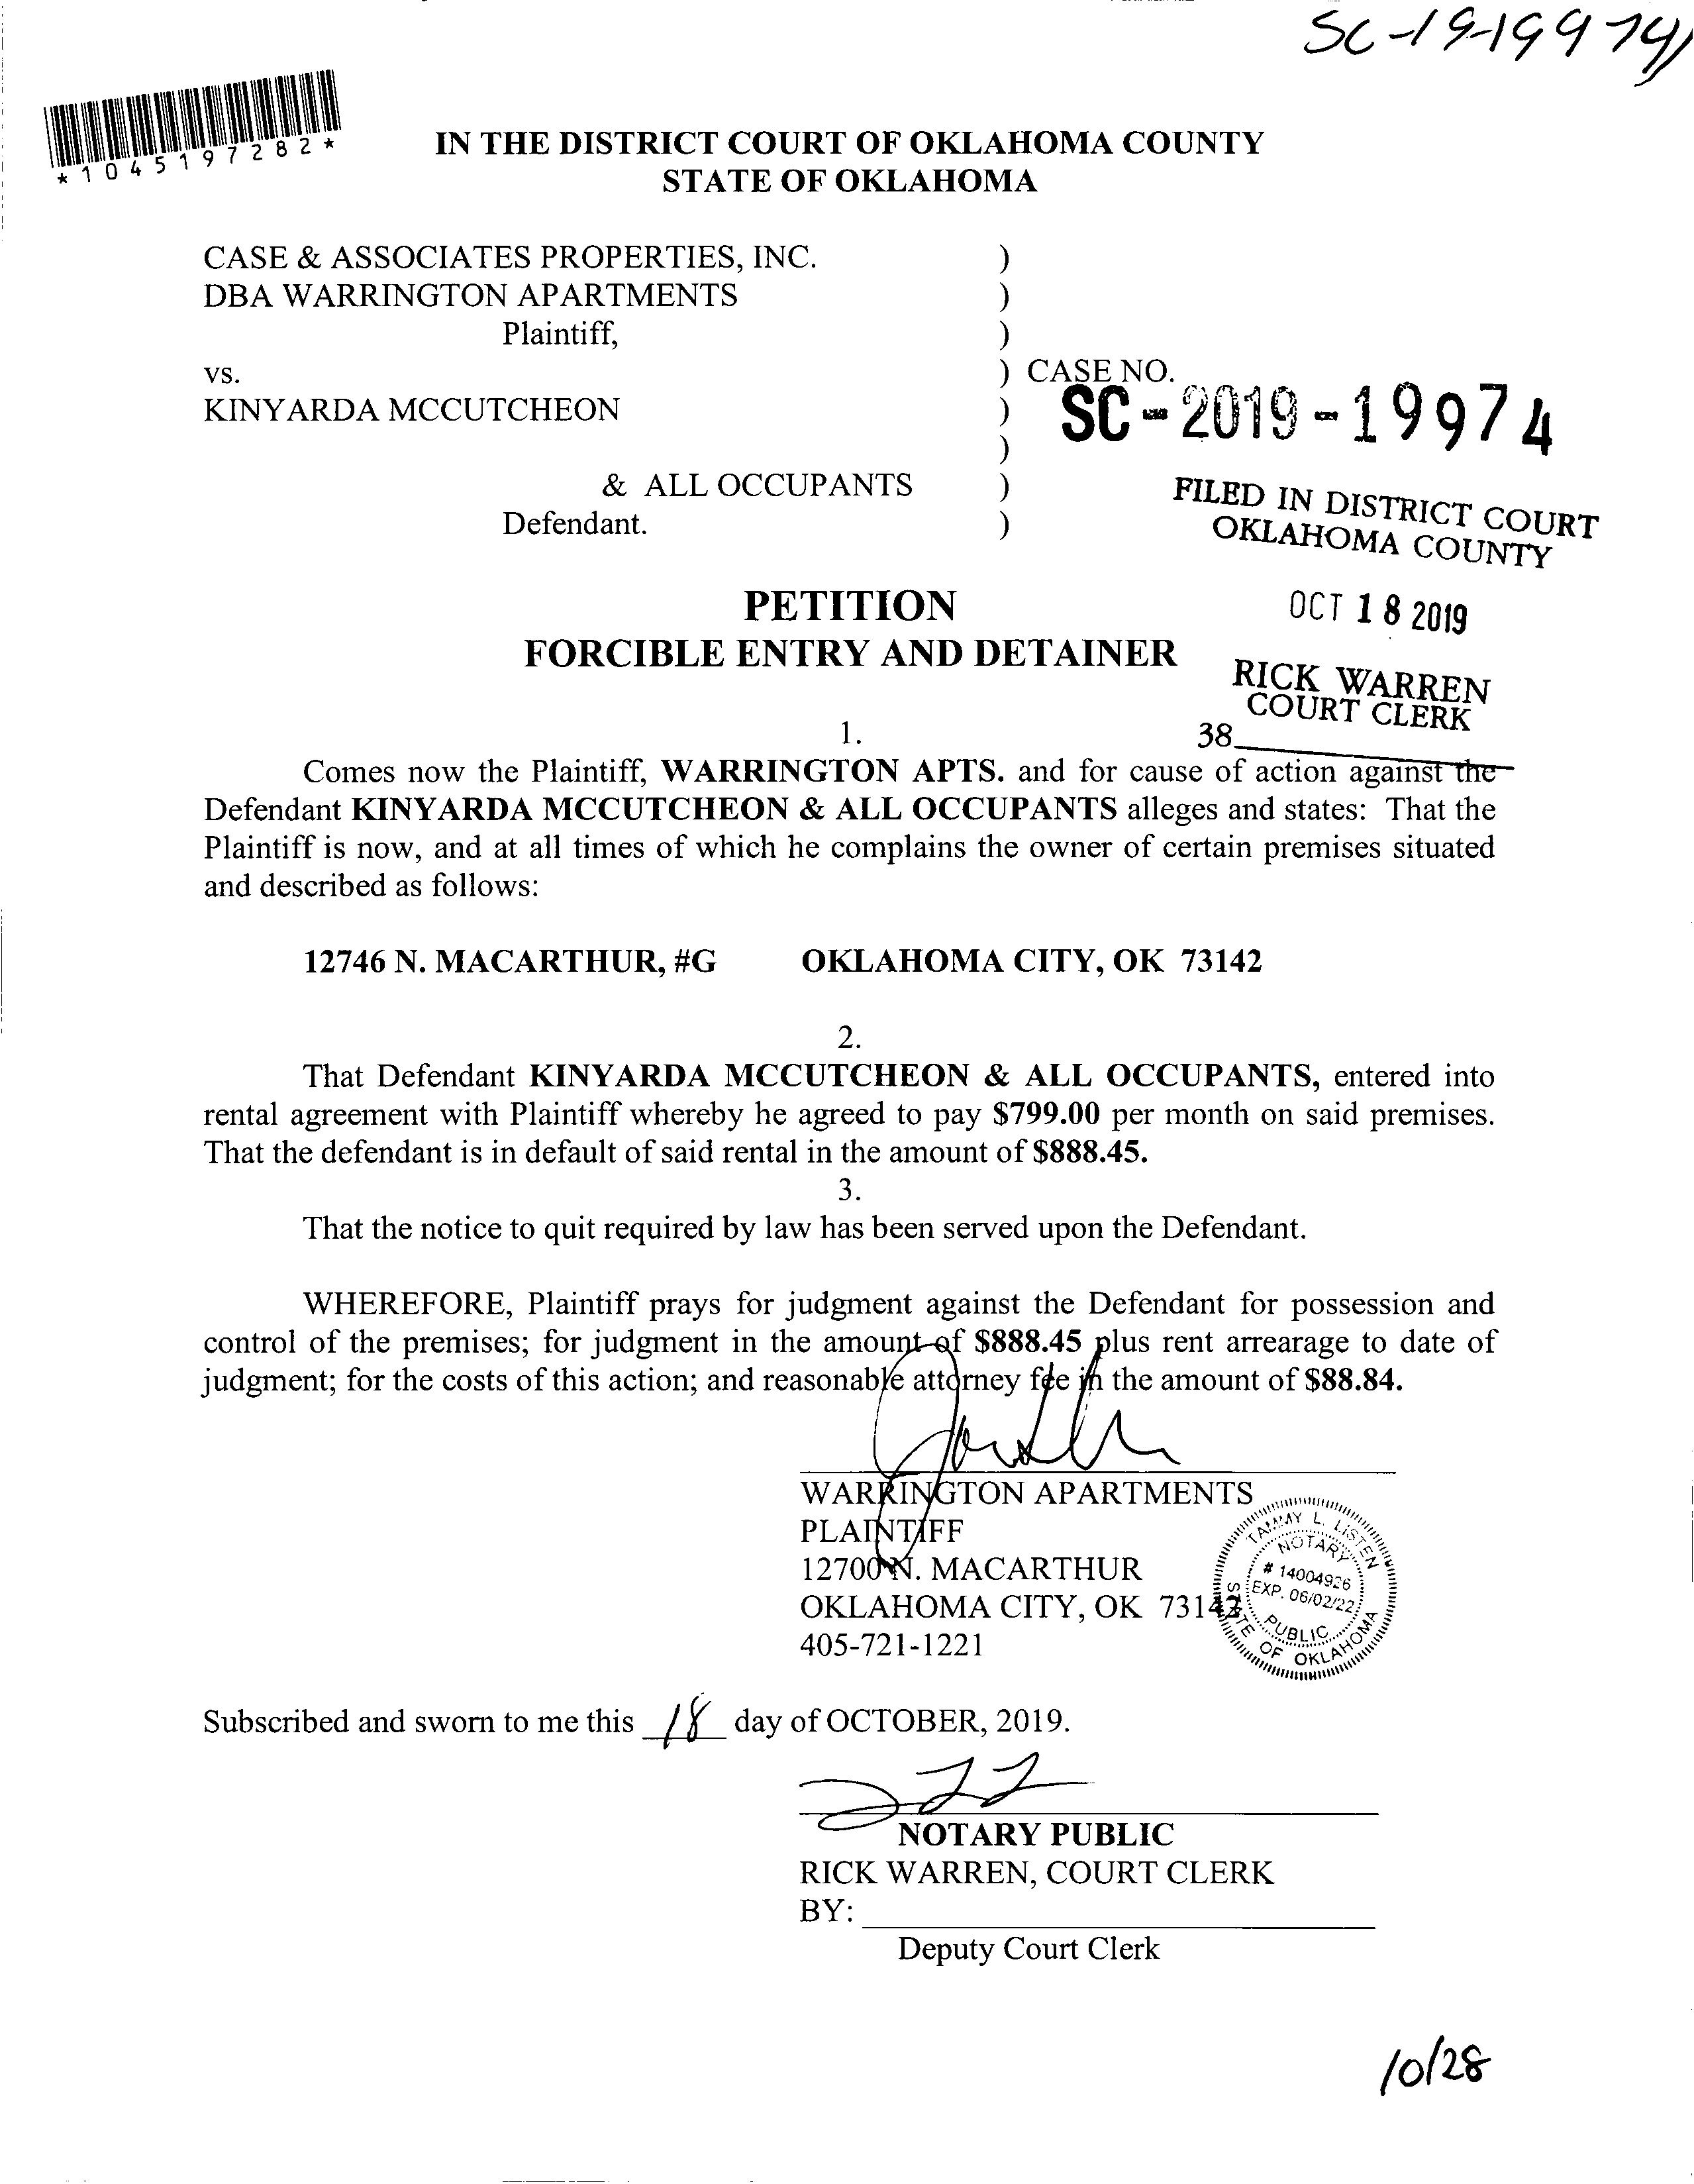 SC-19-19974
*1045197282*
IN THE DISTRICT COURT OF OKLAHOMA COUNTY
STATE OF OKLAHOMA
CASE & ASSOCIATES PROPERTIES, INC. )
DBA WARRINGTON APARTMENTS )
Plaintiff, )
vs. ) CASE NO.
KINYARDA MCCUTCHEON ) SC-2019-19974
)
& ALL OCCUPANTS )
Defendant. )
FILED IN DISTRICT COURT
OKLAHOMA COUNTY
OCT 18 2019
RICK WARREN
COURT CLERK
38
PETITION
FORCIBLE ENTRY AND DETAINER
1.
Comes now the Plaintiff, WARRINGTON APTS. and for cause of action against the
Defendant KINYARDA MCCUTCHEON & ALL OCCUPANTS alleges and states: That the
Plaintiff is now, and at all times of which he complains the owner of certain premises situated
and described as follows:
12746 N. MACARTHUR, #G OKLAHOMA CITY, OK 73142
2.
That Defendant KINYARDA MCCUTCHEON & ALL OCCUPANTS, entered into
rental agreement with Plaintiff whereby he agreed to pay $799.00 per month on said premises.
That the defendant is in default of said rental in the amount of $888.45.
3.
That the notice to quit required by law has been served upon the Defendant.
WHEREFORE, Plaintiff prays for judgment against the Defendant for possession and
control of the premises; for judgment in the amount of $888.45 plus rent arrearage to date of
judgment; for the costs of this action; and reasonable attorney fee in the amount of $88.84.
WARRINGTON APARTMENTS
PLAINTIFF
12700 N. MACARTHUR
OKLAHOMA CITY, OK 73142
405-721-1221
TAMMY L. LISTEN
NOTARY
# 14004926
EXP. 06/02/22
PUBLIC
STATE OF OKLAHOMA
Subscribed and sworn to me this 18 day of OCTOBER, 2019.
NOTARY PUBLIC
RICK WARREN, COURT CLERK
BY:
Deputy Court Clerk
10/28